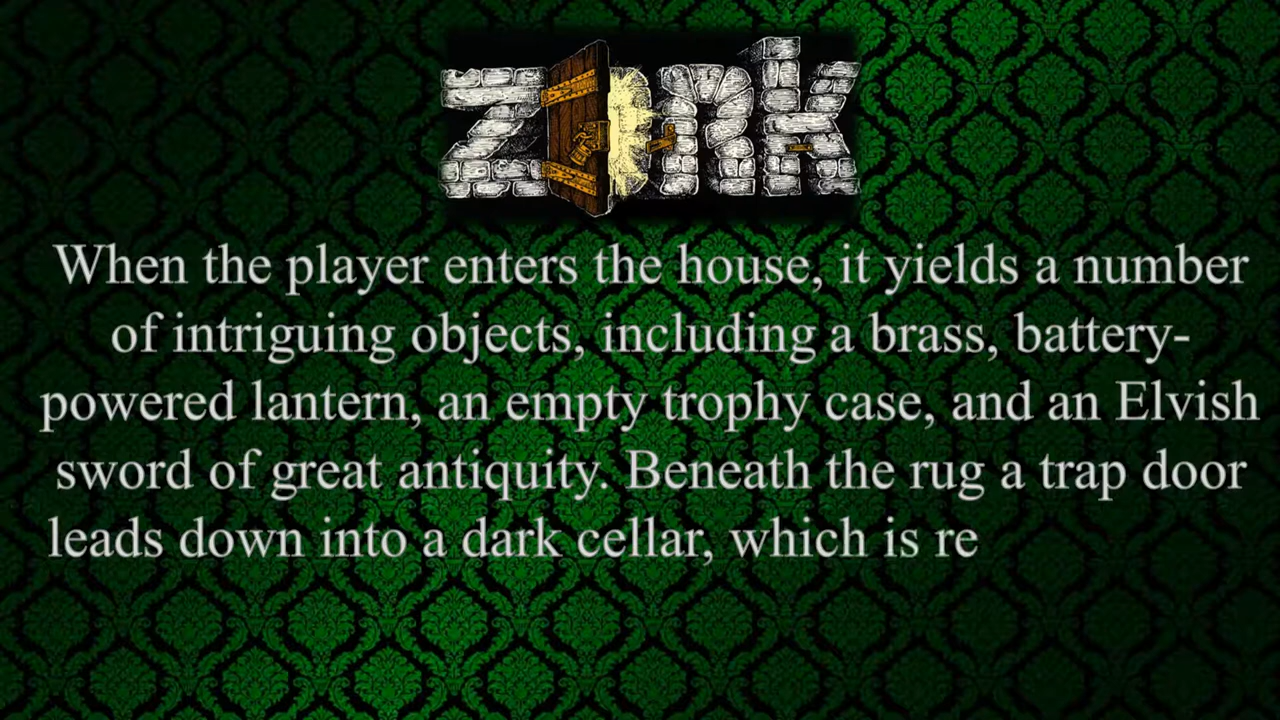 ZORK
When the player enters the house, it yields a number
of intriguing objects, including a brass, battery-
powered lantern, an empty trophy case, and an Elvish
sword of great antiquity. Beneath the rug a trap door
leads down into a dark cellar, which is re